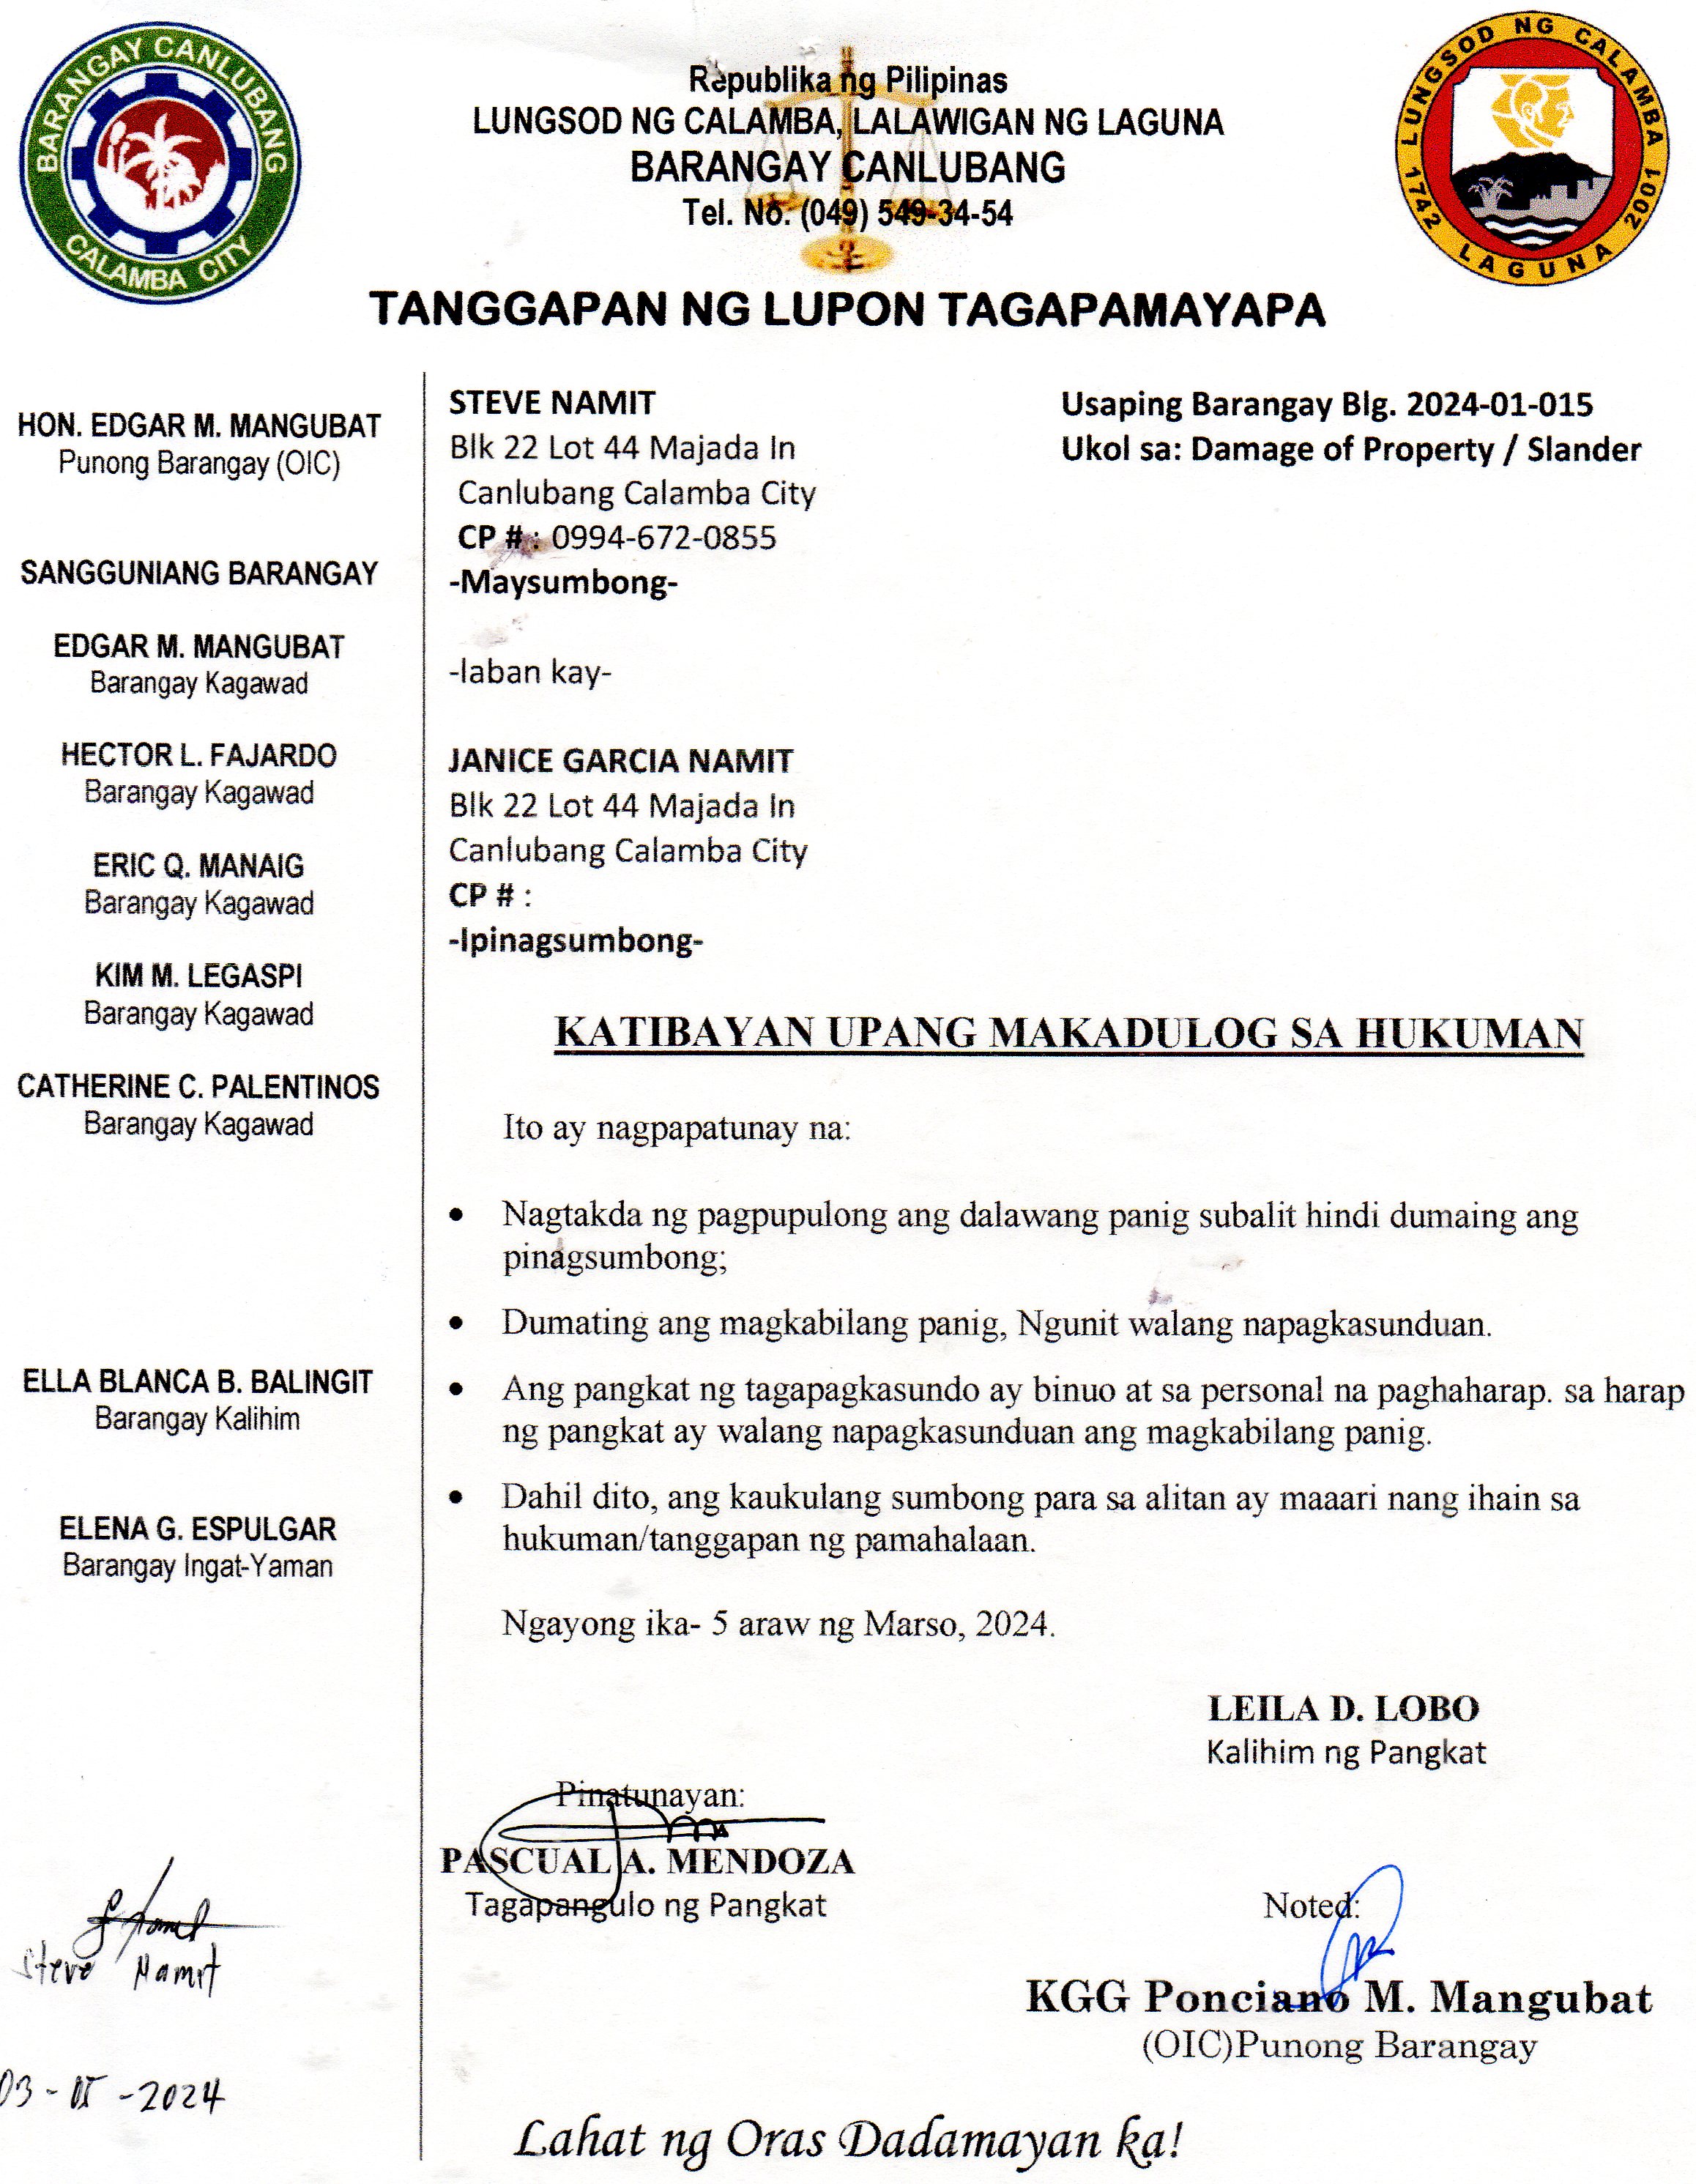 BARANGAY CANLUBANG
CALAMBA CITY
Republika ng Pilipinas
LUNGSOD NG CALAMBA, LALAWIGAN NG LAGUNA
BARANGAY CANLUBANG
Tel. No. (049) 549-34-54
LUNGSOD NG CALAMBA
1742 LAGUNA 2001
TANGGAPAN NG LUPON TAGAPAMAYAPA
HON. EDGAR M. MANGUBAT
Punong Barangay (OIC)
SANGGUNIANG BARANGAY
EDGAR M. MANGUBAT
Barangay Kagawad
HECTOR L. FAJARDO
Barangay Kagawad
ERIC Q. MANAIG
Barangay Kagawad
KIM M. LEGASPI
Barangay Kagawad
CATHERINE C. PALENTINOS
Barangay Kagawad
ELLA BLANCA B. BALINGIT
Barangay Kalihim
ELENA G. ESPULGAR
Barangay Ingat-Yaman
Steve Namit
03 - 05 - 2024
STEVE NAMIT
Blk 22 Lot 44 Majada In
Canlubang Calamba City
CP # : 0994-672-0855
-Maysumbong-
Usaping Barangay Blg. 2024-01-015
Ukol sa: Damage of Property / Slander
-laban kay-
JANICE GARCIA NAMIT
Blk 22 Lot 44 Majada In
Canlubang Calamba City
CP # :
-Ipinagsumbong-
KATIBAYAN UPANG MAKADULOG SA HUKUMAN
Ito ay nagpapatunay na:
• Nagtakda ng pagpupulong ang dalawang panig subalit hindi dumaing ang
pinagsumbong;
• Dumating ang magkabilang panig, Ngunit walang napagkasunduan.
• Ang pangkat ng tagapagkasundo ay binuo at sa personal na paghaharap. sa harap
ng pangkat ay walang napagkasunduan ang magkabilang panig.
• Dahil dito, ang kaukulang sumbong para sa alitan ay maaari nang ihain sa
hukuman/tanggapan ng pamahalaan.
Ngayong ika- 5 araw ng Marso, 2024.
LEILA D. LOBO
Kalihim ng Pangkat
Pinatunayan:
PASCUAL A. MENDOZA
Tagapangulo ng Pangkat
Noted:
KGG Ponciano M. Mangubat
(OIC)Punong Barangay
Lahat ng Oras Dadamayan ka!